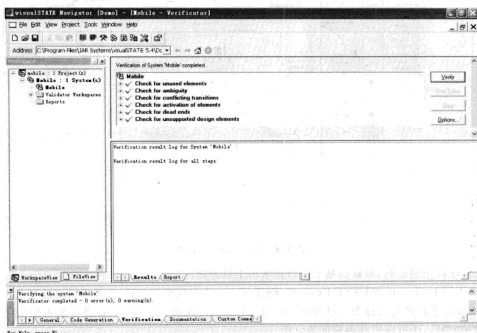 visualSTATE Navigator [Demo] - [Mobile - Verificator]
File Edit View Project Tools Window Help
Address C:\Program Files\IAR Systems\visualSTATE 5.4\Dc
Verification of System 'Mobile' completed.
mobile : 1 Project(s)
Mobile : 1 System(s)
Mobile
Validator Workspaces
Reports
Mobile
Check for unused elements
Check for ambiguity
Check for conflicting transitions
Check for activation of elements
Check for dead ends
Check for unsupported design elements
Verify
Options...
Verification result log for System 'Mobile'
Verification result log for all steps
WorkspaceView FileView
Results Report
Verifying the system 'Mobile'
Verificator completed - 0 error(s), 0 warning(s).
General Code Generation Verification Documentation Custom Comma